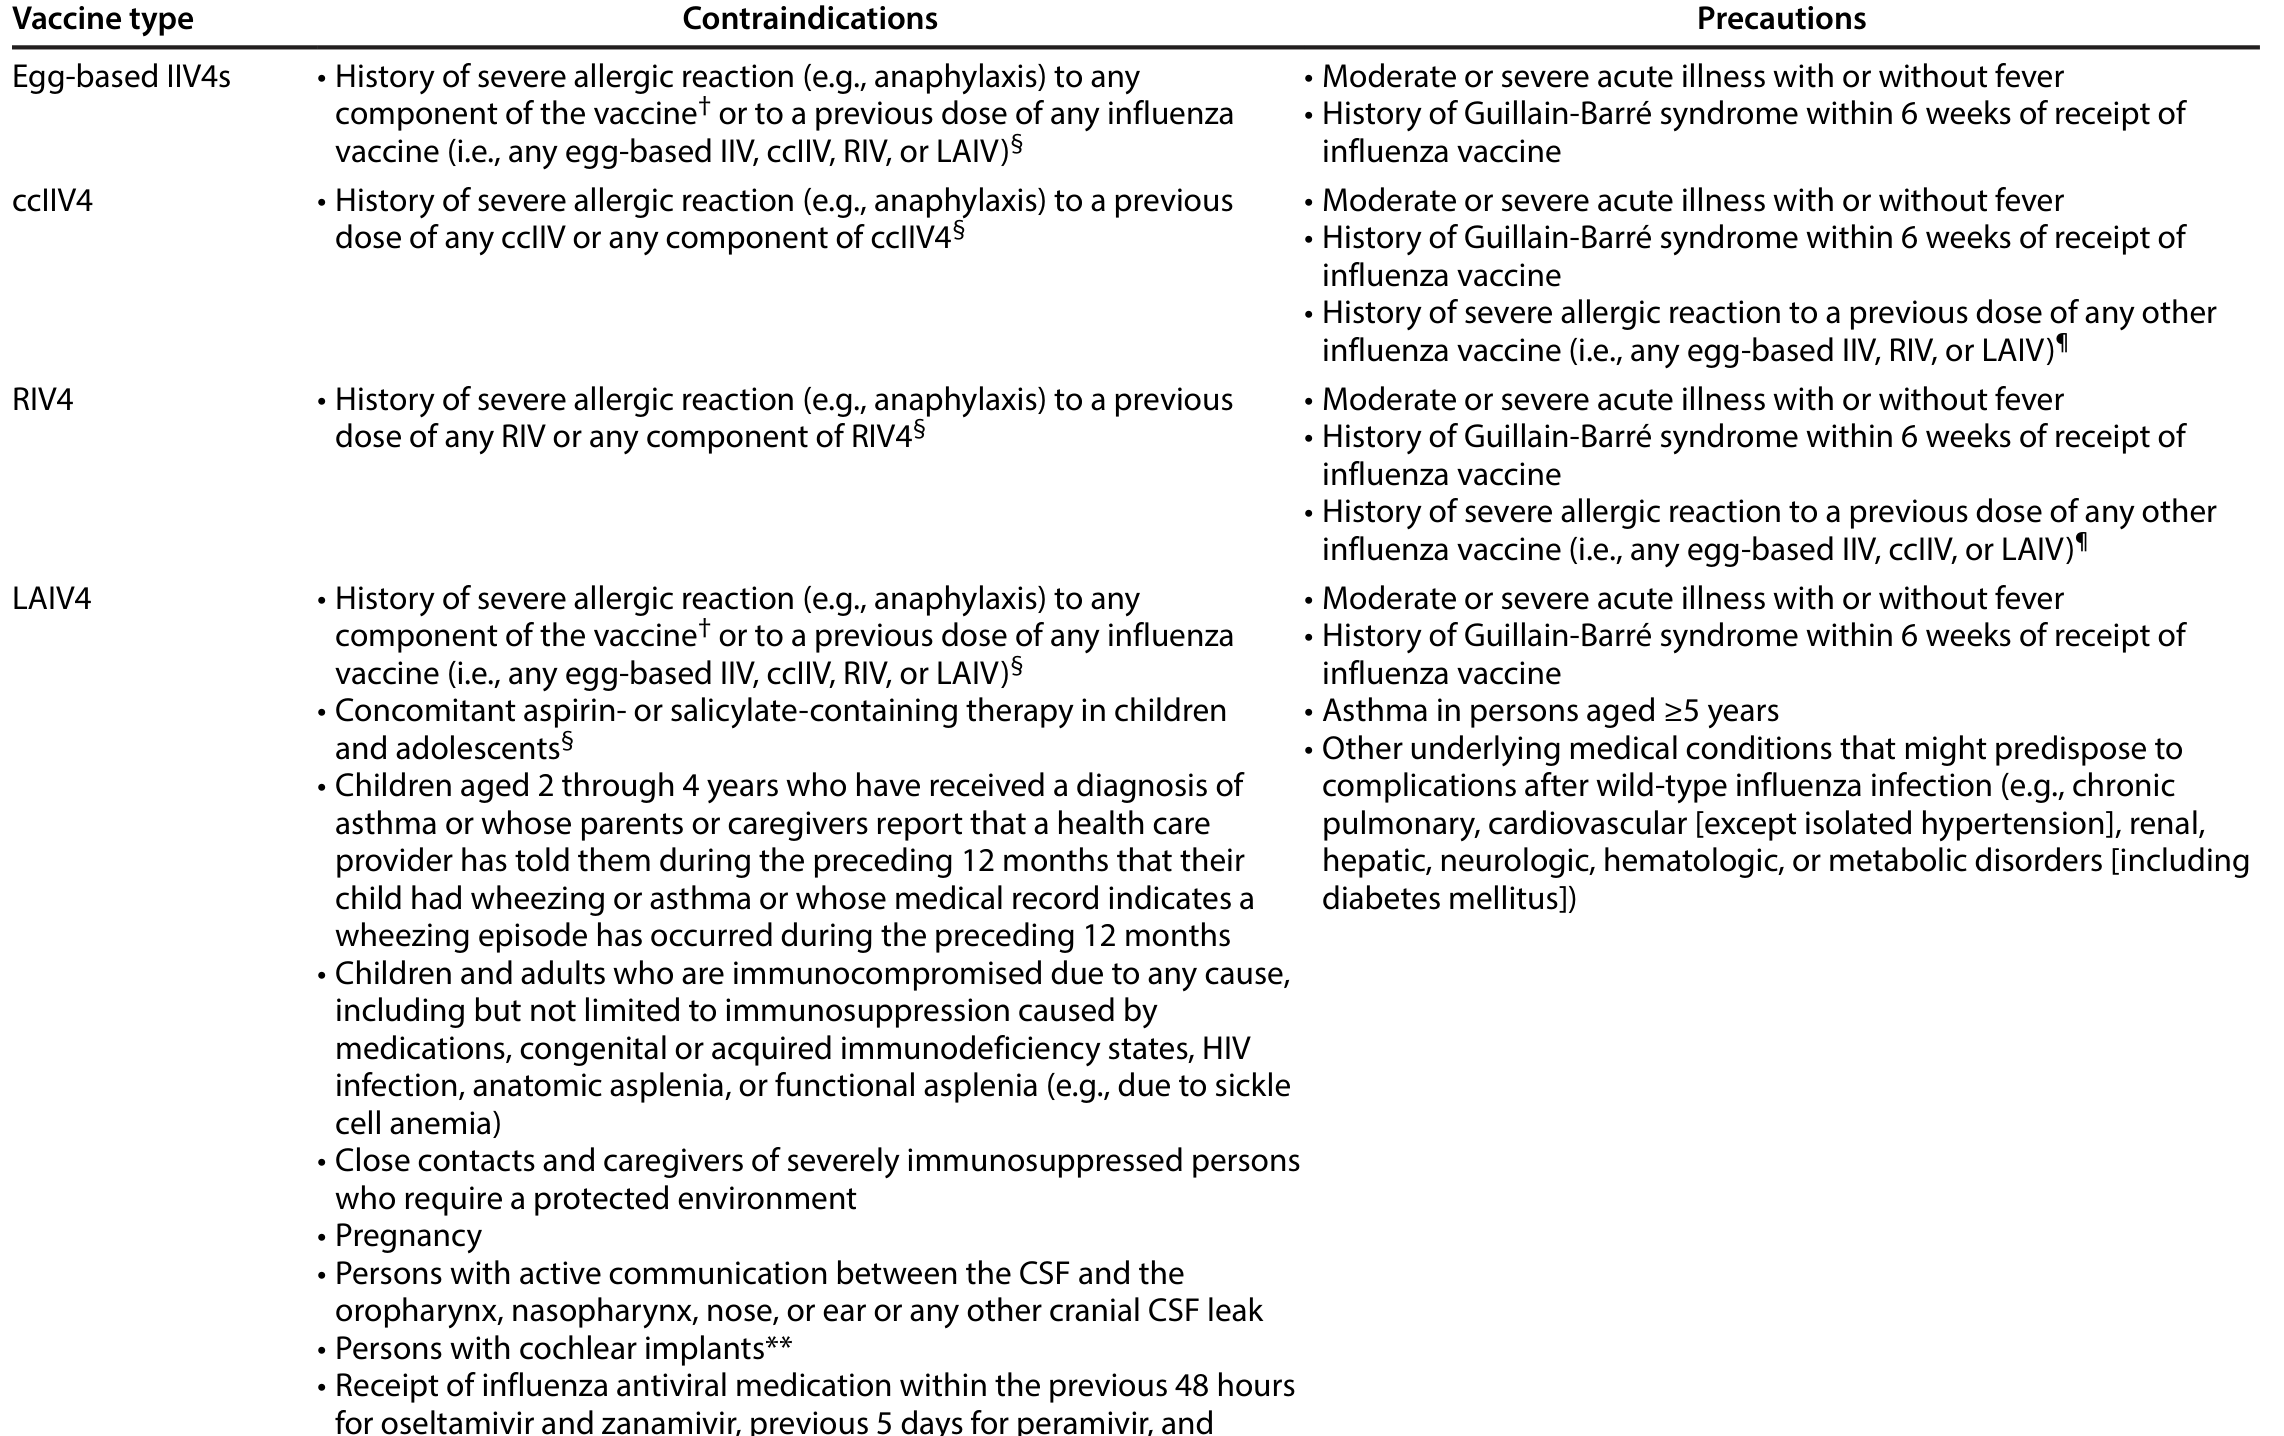 Vaccine type Contraindications Precautions
Egg-based IIV4s
• History of severe allergic reaction (e.g., anaphylaxis) to any
component of the vaccine† or to a previous dose of any influenza
vaccine (i.e., any egg-based IIV, ccIIV, RIV, or LAIV)§
• Moderate or severe acute illness with or without fever
• History of Guillain-Barré syndrome within 6 weeks of receipt of
influenza vaccine
ccIIV4
• History of severe allergic reaction (e.g., anaphylaxis) to a previous
dose of any ccIIV or any component of ccIIV4§
• Moderate or severe acute illness with or without fever
• History of Guillain-Barré syndrome within 6 weeks of receipt of
influenza vaccine
• History of severe allergic reaction to a previous dose of any other
influenza vaccine (i.e., any egg-based IIV, RIV, or LAIV)¶
RIV4
• History of severe allergic reaction (e.g., anaphylaxis) to a previous
dose of any RIV or any component of RIV4§
• Moderate or severe acute illness with or without fever
• History of Guillain-Barré syndrome within 6 weeks of receipt of
influenza vaccine
• History of severe allergic reaction to a previous dose of any other
influenza vaccine (i.e., any egg-based IIV, ccIIV, or LAIV)¶
LAIV4
• History of severe allergic reaction (e.g., anaphylaxis) to any
component of the vaccine† or to a previous dose of any influenza
vaccine (i.e., any egg-based IIV, ccIIV, RIV, or LAIV)§
• Concomitant aspirin- or salicylate-containing therapy in children
and adolescents§
• Children aged 2 through 4 years who have received a diagnosis of
asthma or whose parents or caregivers report that a health care
provider has told them during the preceding 12 months that their
child had wheezing or asthma or whose medical record indicates a
wheezing episode has occurred during the preceding 12 months
• Children and adults who are immunocompromised due to any cause,
including but not limited to immunosuppression caused by
medications, congenital or acquired immunodeficiency states, HIV
infection, anatomic asplenia, or functional asplenia (e.g., due to sickle
cell anemia)
• Close contacts and caregivers of severely immunosuppressed persons
who require a protected environment
• Pregnancy
• Persons with active communication between the CSF and the
oropharynx, nasopharynx, nose, or ear or any other cranial CSF leak
• Persons with cochlear implants**
• Receipt of influenza antiviral medication within the previous 48 hours
for oseltamivir and zanamivir, previous 5 days for peramivir, and
• Moderate or severe acute illness with or without fever
• History of Guillain-Barré syndrome within 6 weeks of receipt of
influenza vaccine
• Asthma in persons aged ≥5 years
• Other underlying medical conditions that might predispose to
complications after wild-type influenza infection (e.g., chronic
pulmonary, cardiovascular [except isolated hypertension], renal,
hepatic, neurologic, hematologic, or metabolic disorders [including
diabetes mellitus])